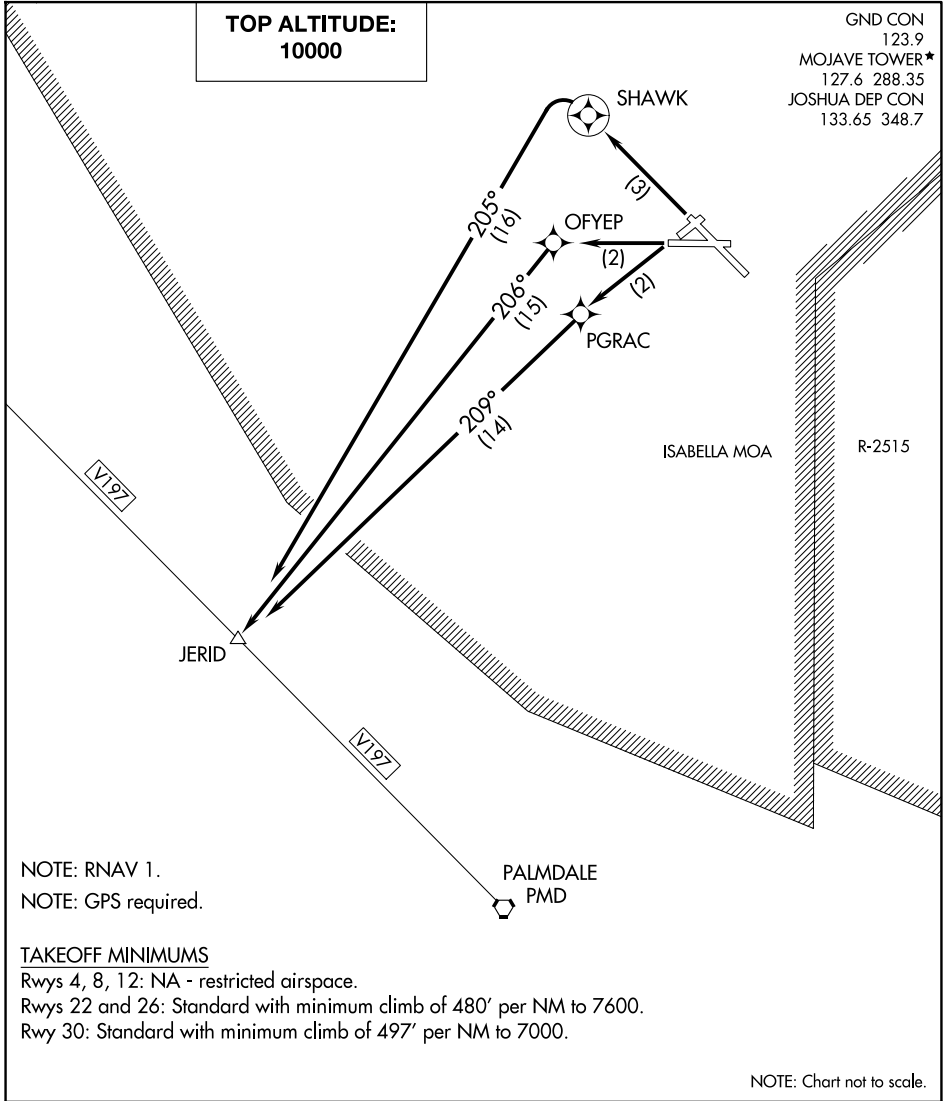 TOP ALTITUDE:
10000
GND CON
123.9
MOJAVE TOWER★
127.6 288.35
JOSHUA DEP CON
133.65 348.7
SHAWK
(3)
205°
(16)
OFYEP
(2)
206°
(15)
(2)
PGRAC
209°
(14)
ISABELLA MOA
R-2515
V197
JERID
V197
PALMDALE
PMD
NOTE: RNAV 1.
NOTE: GPS required.
TAKEOFF MINIMUMS
Rwys 4, 8, 12: NA - restricted airspace.
Rwys 22 and 26: Standard with minimum climb of 480' per NM to 7600.
Rwy 30: Standard with minimum climb of 497' per NM to 7000.
NOTE: Chart not to scale.